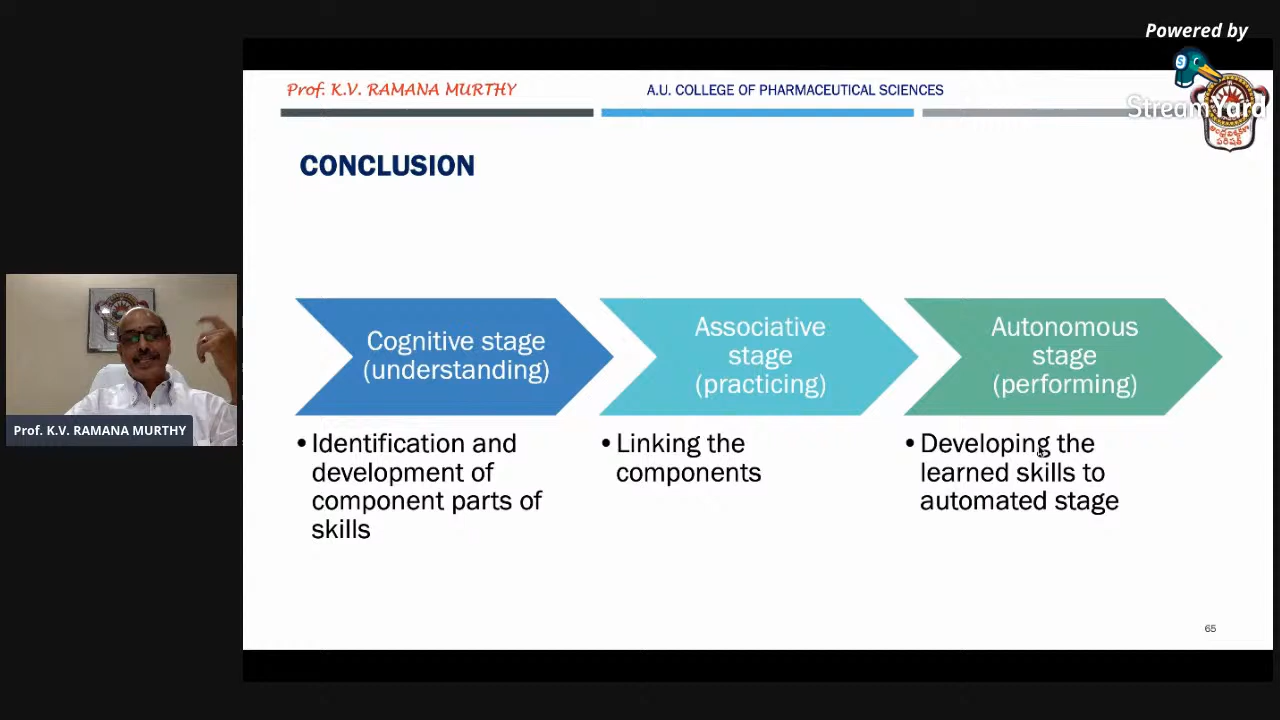 Powered by
StreamYard
Prof. K.V. RAMANA MURTHY
A.U. COLLEGE OF PHARMACEUTICAL SCIENCES
CONCLUSION
Cognitive stage
(understanding)
Associative
stage
(practicing)
Autonomous
stage
(performing)
•Identification and
development of
component parts of
skills
•Linking the
components
•Developing the
learned skills to
automated stage
Prof. K.V. RAMANA MURTHY
65